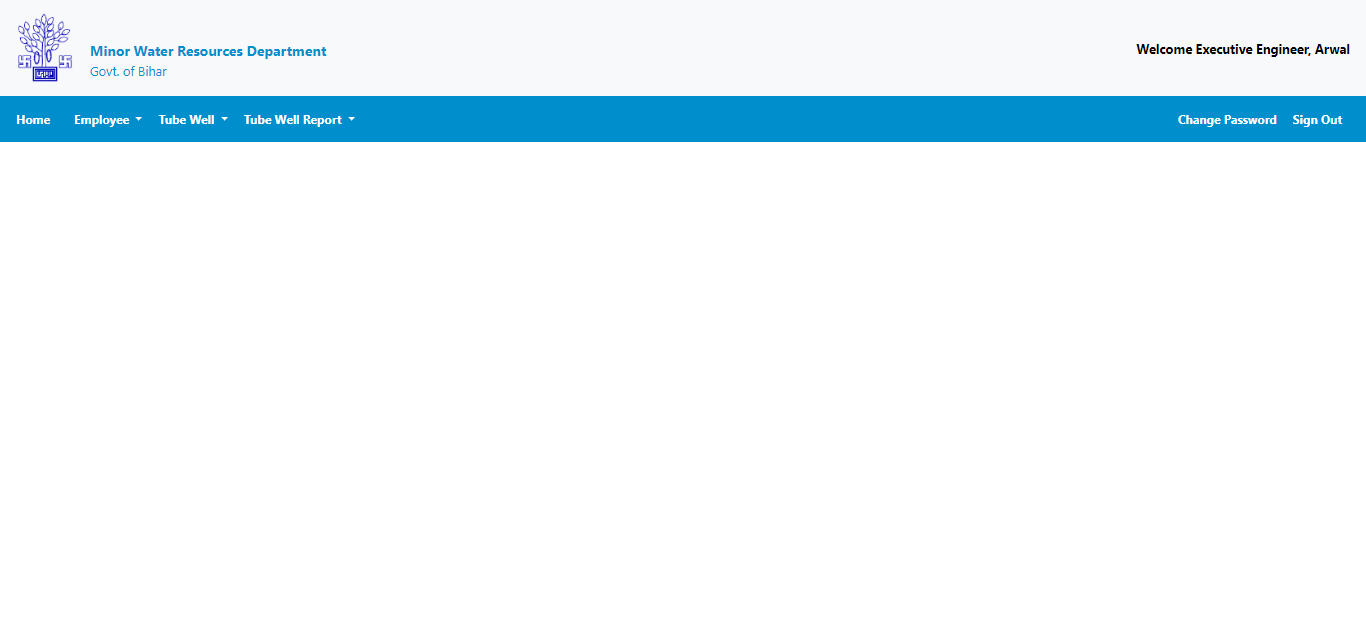 Minor Water Resources Department
Govt. of Bihar
Welcome Executive Engineer, Arwal
Home Employee Tube Well Tube Well Report Change Password Sign Out